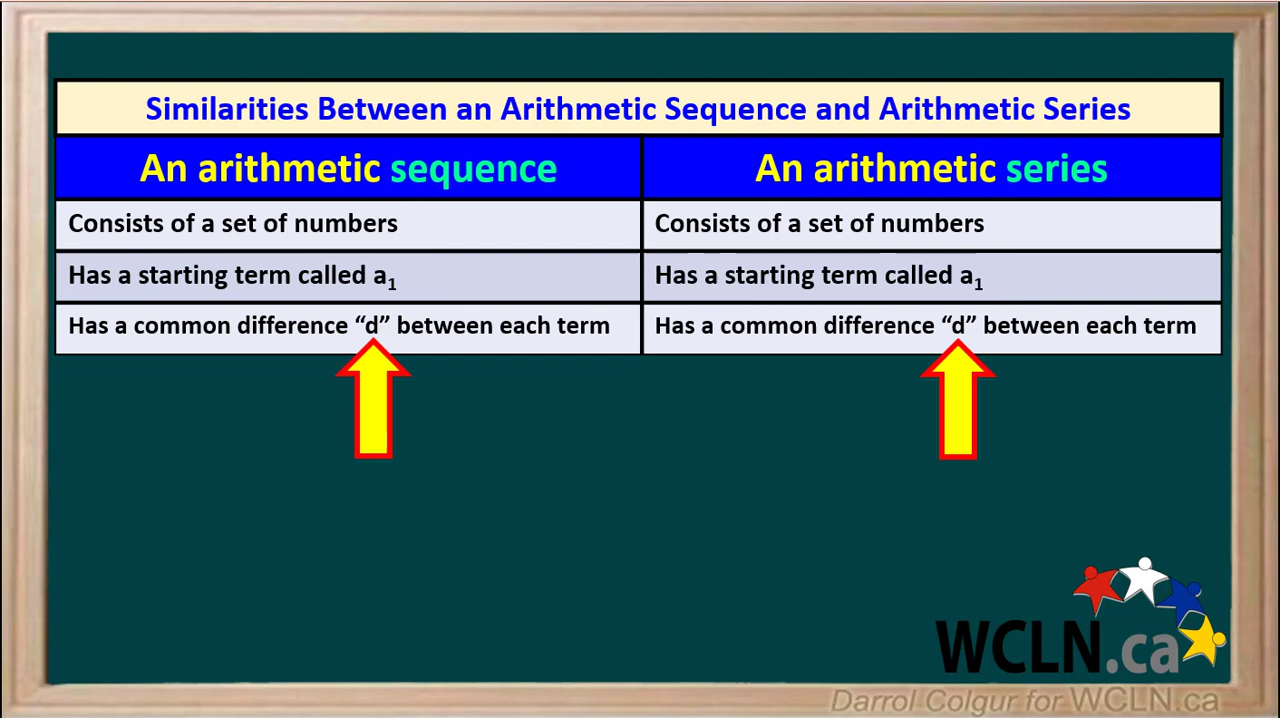 Similarities Between an Arithmetic Sequence and Arithmetic Series
An arithmetic sequence
An arithmetic series
Consists of a set of numbers
Consists of a set of numbers
Has a starting term called a₁
Has a starting term called a₁
Has a common difference “d” between each term
Has a common difference “d” between each term
WCLN.ca
Darrol Colgur for WCLN.ca